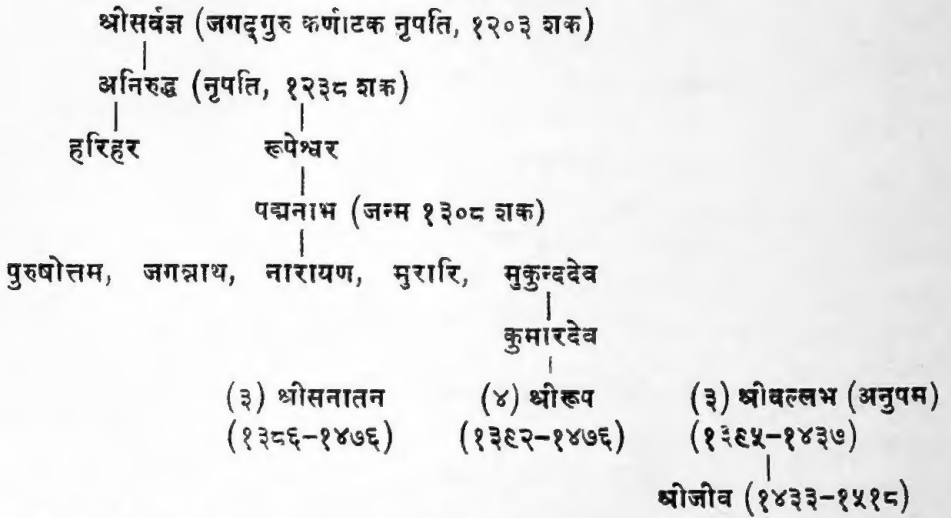 श्रीसर्वज्ञ (जगद्गुरु कर्णाटक नृपति, १२०३ शक)
अनिरुद्ध (नृपति, १२३८ शक)
हरिहर रूपेश्वर
पद्मनाभ (जन्म १३०८ शक)
पुरुषोत्तम, जगन्नाथ, नारायण, मुरारि, मुकुन्ददेव
कुमारदेव
(३) श्रीसनातन (४) श्रीरूप (३) श्रीवल्लभ (अनुपम)
(१३८६–१४७६) (१३९२–१४७६) (१३९५–१४३७)
श्रीजीव (१४३३–१५१८)